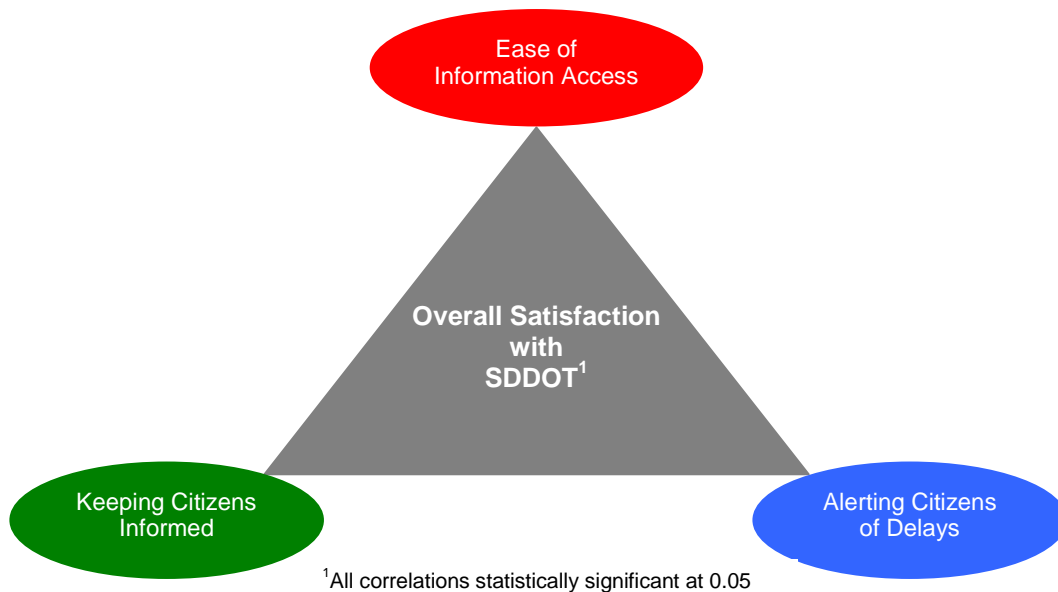 Ease of
Information Access
Overall Satisfaction
with
SDDOT¹
Keeping Citizens
Informed
Alerting Citizens
of Delays
¹All correlations statistically significant at 0.05